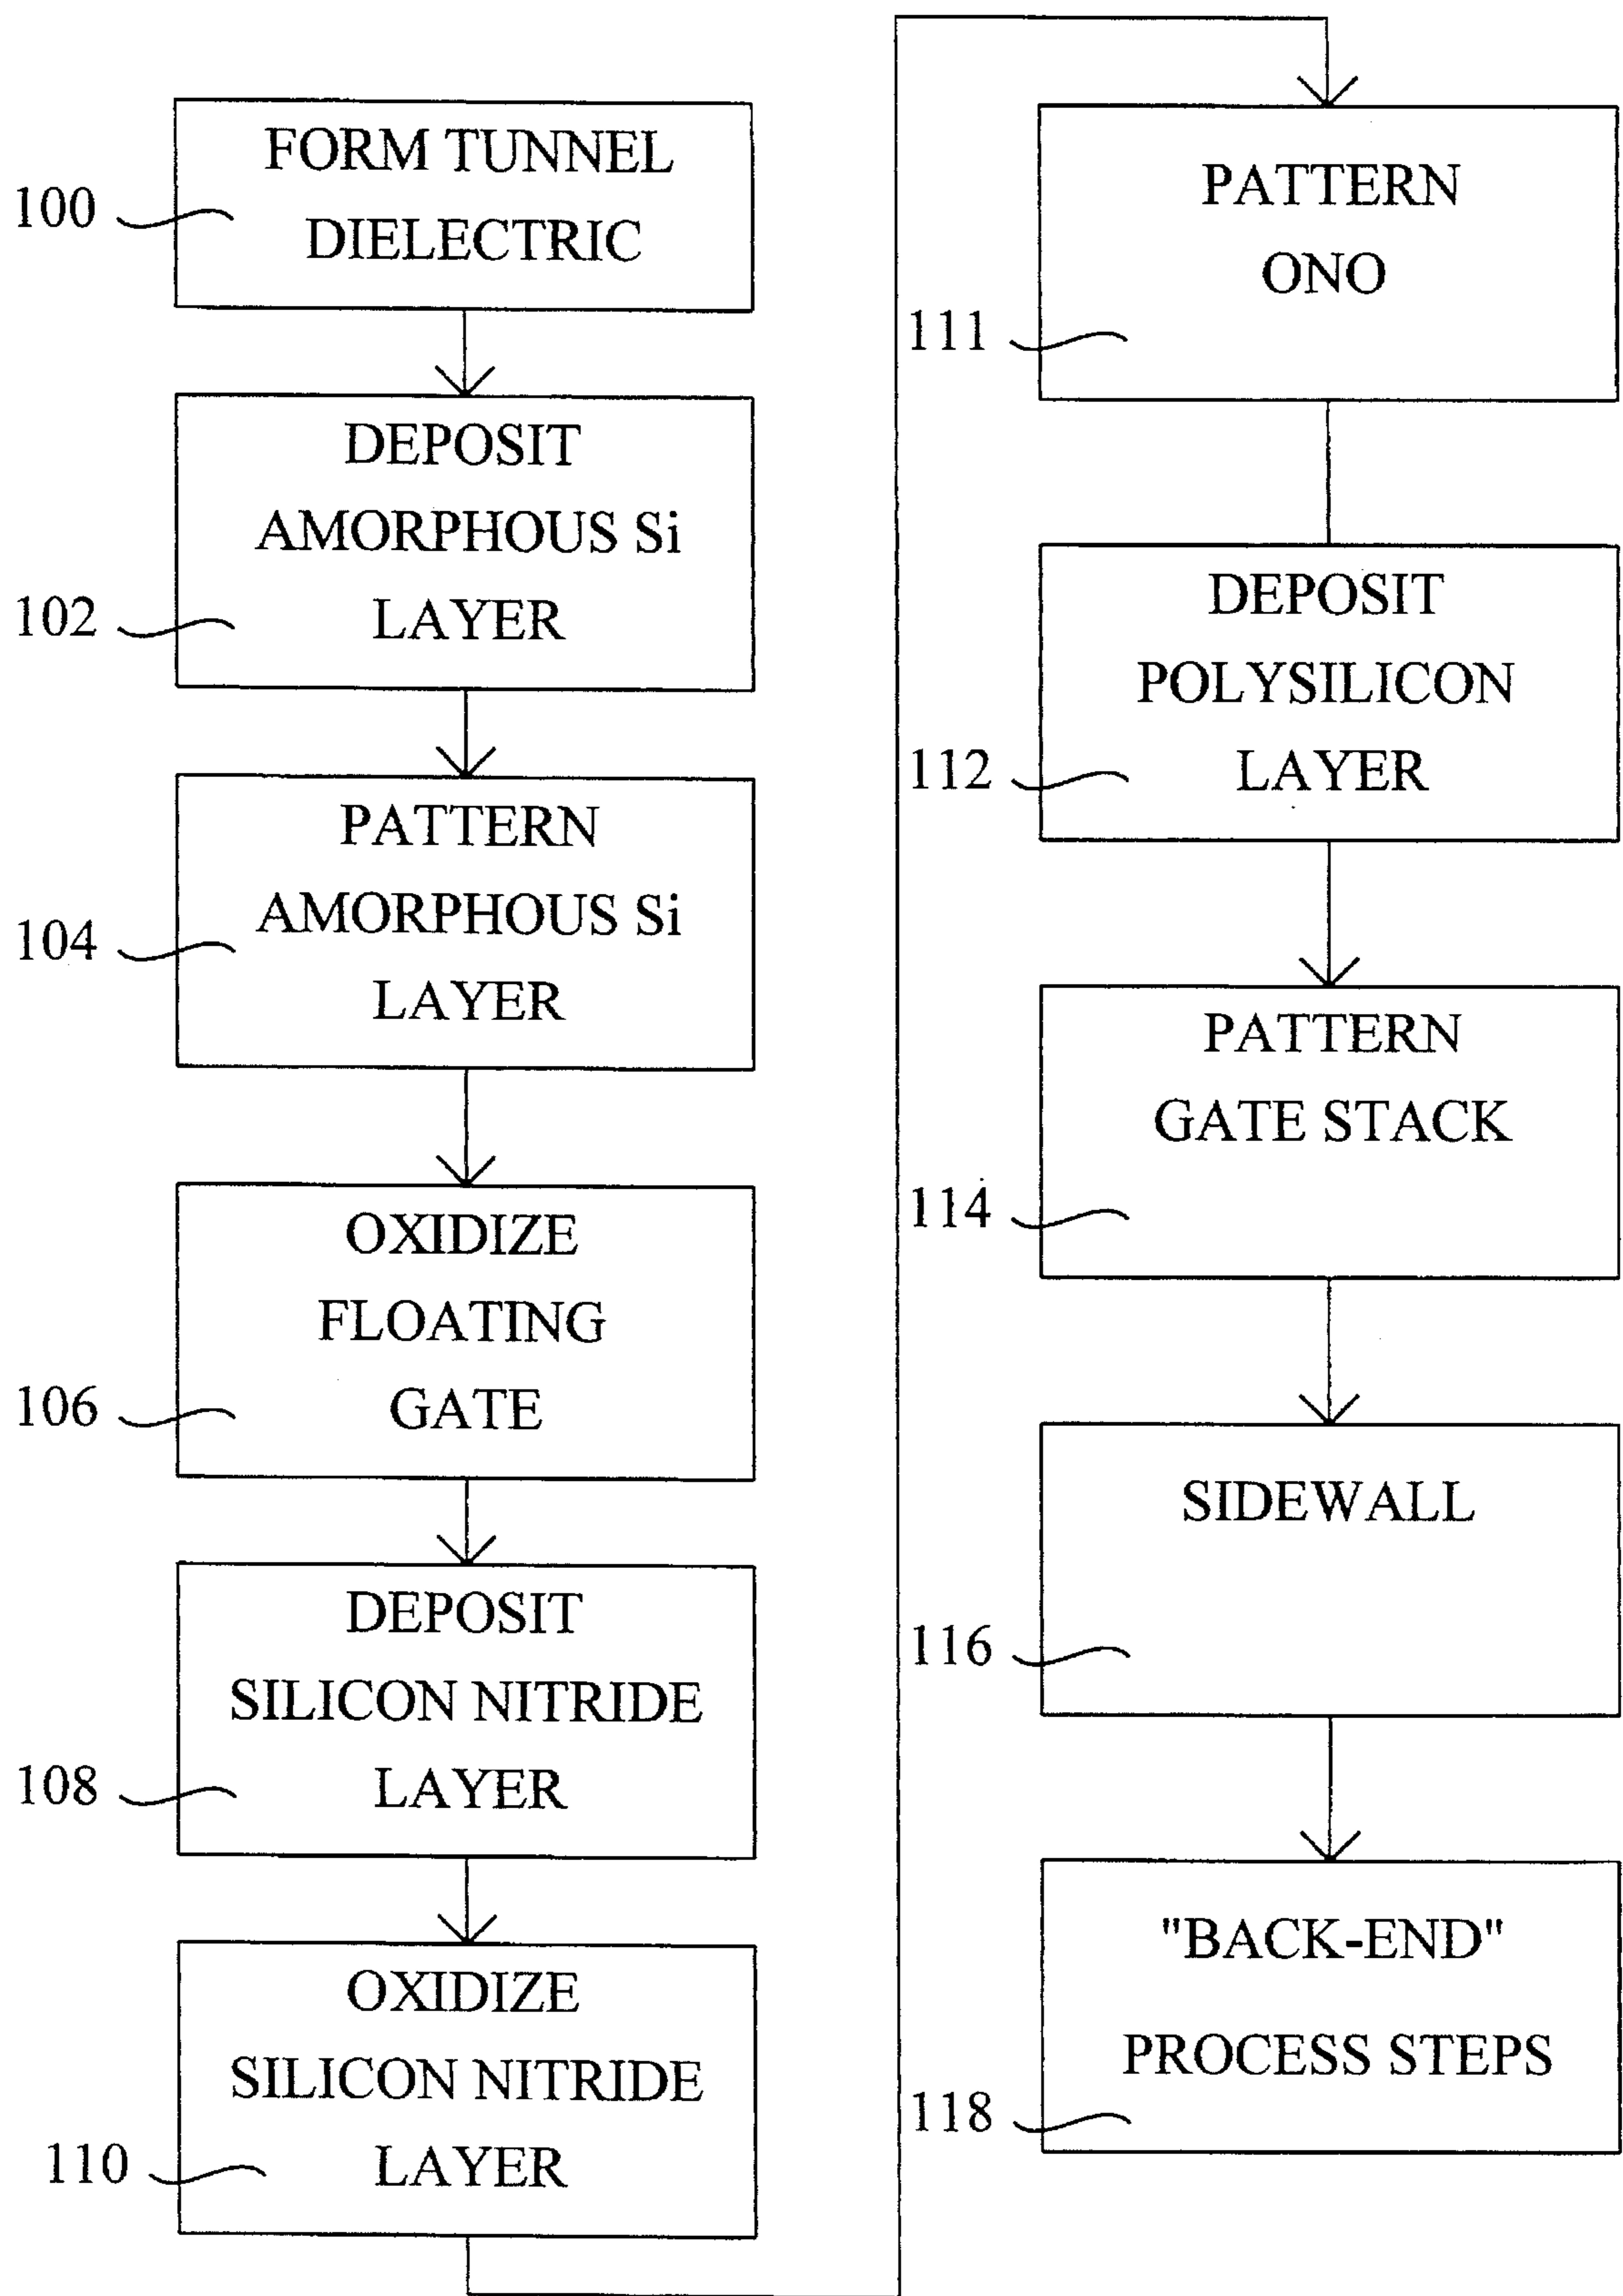 FORM TUNNEL
DIELECTRIC
100
DEPOSIT
AMORPHOUS Si
LAYER
102
PATTERN
AMORPHOUS Si
LAYER
104
OXIDIZE
FLOATING
GATE
106
DEPOSIT
SILICON NITRIDE
LAYER
108
OXIDIZE
SILICON NITRIDE
LAYER
110
PATTERN
ONO
111
DEPOSIT
POLYSILICON
LAYER
112
PATTERN
GATE STACK
114
SIDEWALL
116
"BACK-END"
PROCESS STEPS
118